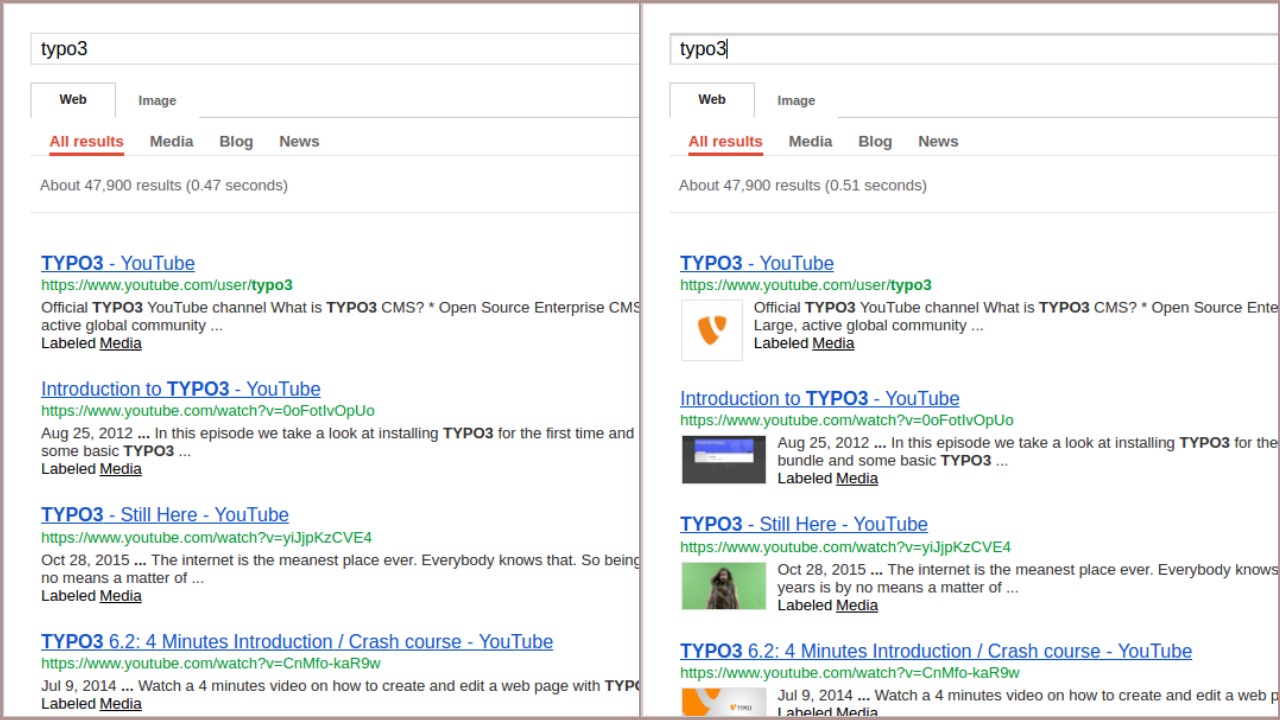 typo3
Web Image
All results Media Blog News
About 47,900 results (0.47 seconds)
TYPO3 - YouTube
https://www.youtube.com/user/typo3
Official TYPO3 YouTube channel What is TYPO3 CMS? * Open Source Enterprise CMS
active global community ...
Labeled Media
Introduction to TYPO3 - YouTube
https://www.youtube.com/watch?v=0oFotIvOpUo
Aug 25, 2012 ... In this episode we take a look at installing TYPO3 for the first time and
some basic TYPO3 ...
Labeled Media
TYPO3 - Still Here - YouTube
https://www.youtube.com/watch?v=yiJjpKzCVE4
Oct 28, 2015 ... The internet is the meanest place ever. Everybody knows that. So being
no means a matter of ...
Labeled Media
TYPO3 6.2: 4 Minutes Introduction / Crash course - YouTube
https://www.youtube.com/watch?v=CnMfo-kaR9w
Jul 9, 2014 ... Watch a 4 minutes video on how to create and edit a web page with TYPO
Labeled Media
typo3
Web Image
All results Media Blog News
About 47,900 results (0.51 seconds)
TYPO3 - YouTube
https://www.youtube.com/user/typo3
Official TYPO3 YouTube channel What is TYPO3 CMS? * Open Source Ente
Large, active global community ...
Labeled Media
Introduction to TYPO3 - YouTube
https://www.youtube.com/watch?v=0oFotIvOpUo
Aug 25, 2012 ... In this episode we take a look at installing TYPO3 for the
bundle and some basic TYPO3 ...
Labeled Media
TYPO3 - Still Here - YouTube
https://www.youtube.com/watch?v=yiJjpKzCVE4
Oct 28, 2015 ... The internet is the meanest place ever. Everybody knows
years is by no means a matter of ...
Labeled Media
TYPO3 6.2: 4 Minutes Introduction / Crash course - YouTube
https://www.youtube.com/watch?v=CnMfo-kaR9w
Jul 9, 2014 ... Watch a 4 minutes video on how to create and edit a web p
TYPO3
Labeled Media